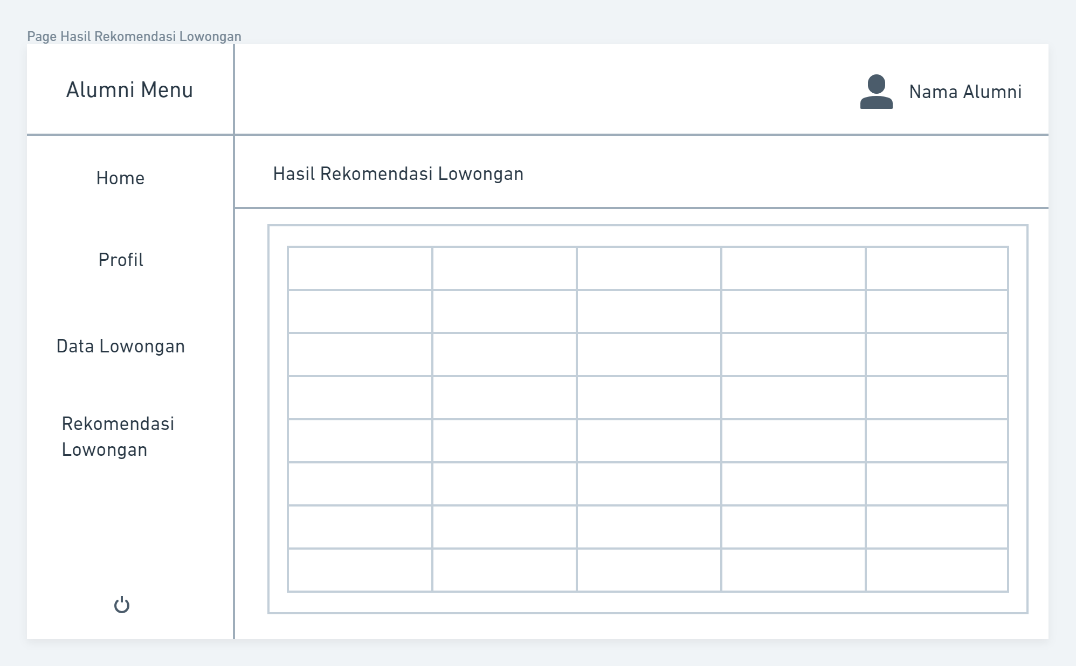 Page Hasil Rekomendasi Lowongan
Alumni Menu
Nama Alumni
Home
Profil
Data Lowongan
Rekomendasi
Lowongan
Hasil Rekomendasi Lowongan